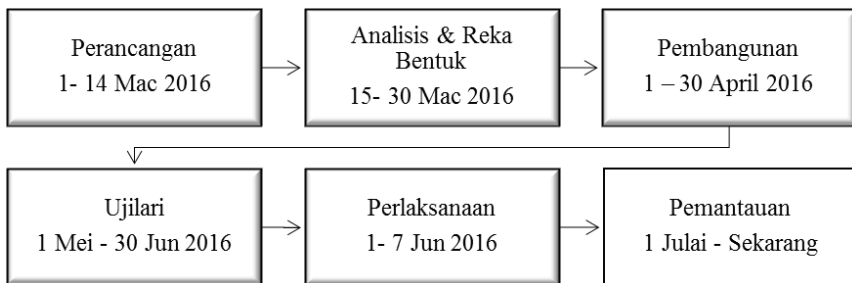 Perancangan
1- 14 Mac 2016
Analisis & Reka
Bentuk
15- 30 Mac 2016
Pembangunan
1 – 30 April 2016
Ujilari
1 Mei - 30 Jun 2016
Perlaksanaan
1- 7 Jun 2016
Pemantauan
1 Julai - Sekarang